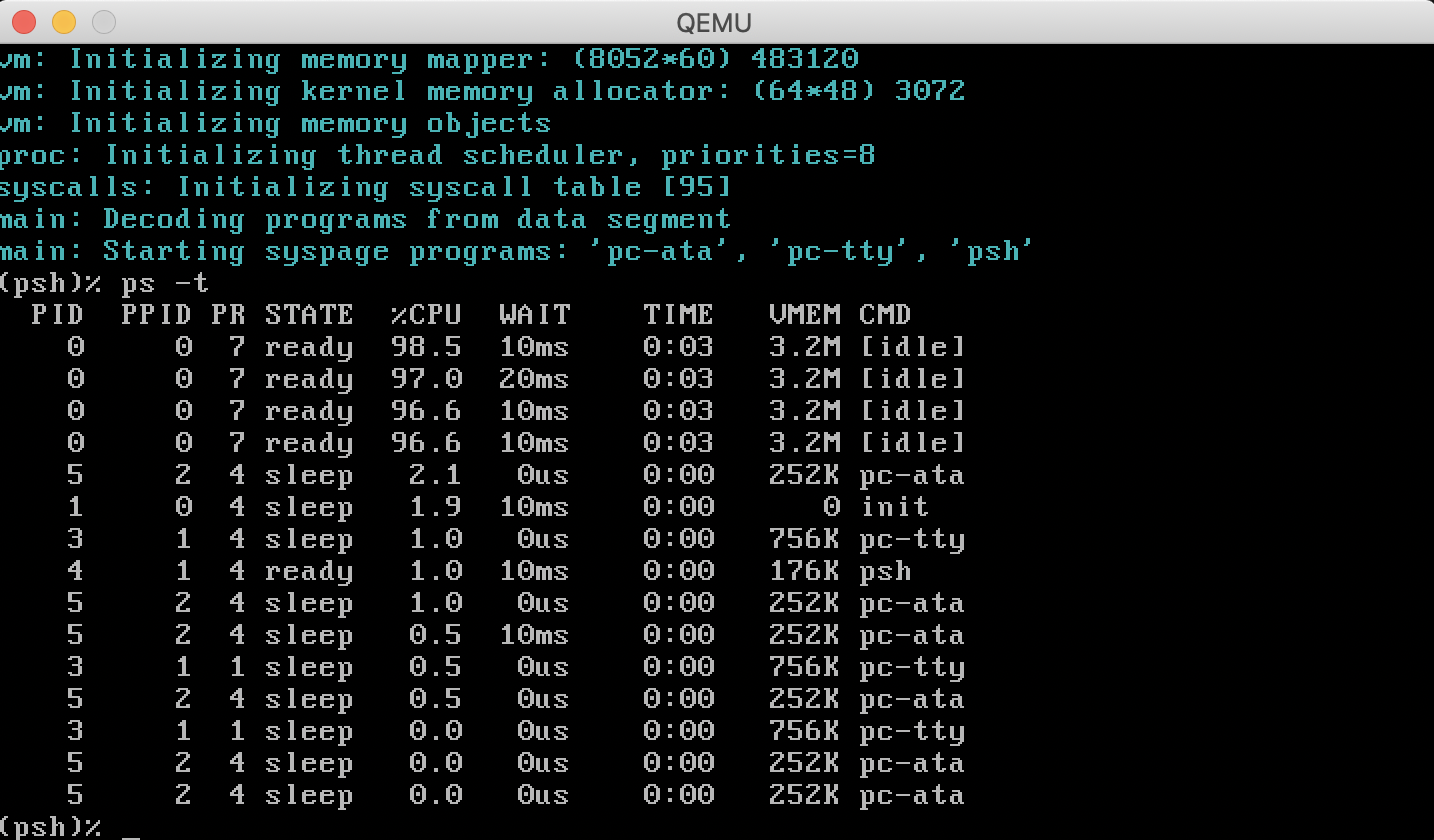 QEMU
vm: Initializing memory mapper: (8052*60) 483120
vm: Initializing kernel memory allocator: (64*48) 3072
vm: Initializing memory objects
proc: Initializing thread scheduler, priorities=8
syscalls: Initializing syscall table [95]
main: Decoding programs from data segment
main: Starting syspage programs: 'pc-ata', 'pc-tty', 'psh'
(psh)% ps -t
PID PPID PR STATE %CPU WAIT TIME VMEM CMD
0 0 7 ready 98.5 10ms 0:03 3.2M [idle]
0 0 7 ready 97.0 20ms 0:03 3.2M [idle]
0 0 7 ready 96.6 10ms 0:03 3.2M [idle]
0 0 7 ready 96.6 10ms 0:03 3.2M [idle]
5 2 4 sleep 2.1 0us 0:00 252K pc-ata
1 0 4 sleep 1.9 10ms 0:00 0 init
3 1 4 sleep 1.0 0us 0:00 756K pc-tty
4 1 4 ready 1.0 10ms 0:00 176K psh
5 2 4 sleep 1.0 0us 0:00 252K pc-ata
5 2 4 sleep 0.5 10ms 0:00 252K pc-ata
3 1 1 sleep 0.5 0us 0:00 756K pc-tty
5 2 4 sleep 0.5 0us 0:00 252K pc-ata
3 1 1 sleep 0.0 0us 0:00 756K pc-tty
5 2 4 sleep 0.0 0us 0:00 252K pc-ata
5 2 4 sleep 0.0 0us 0:00 252K pc-ata
(psh)% _